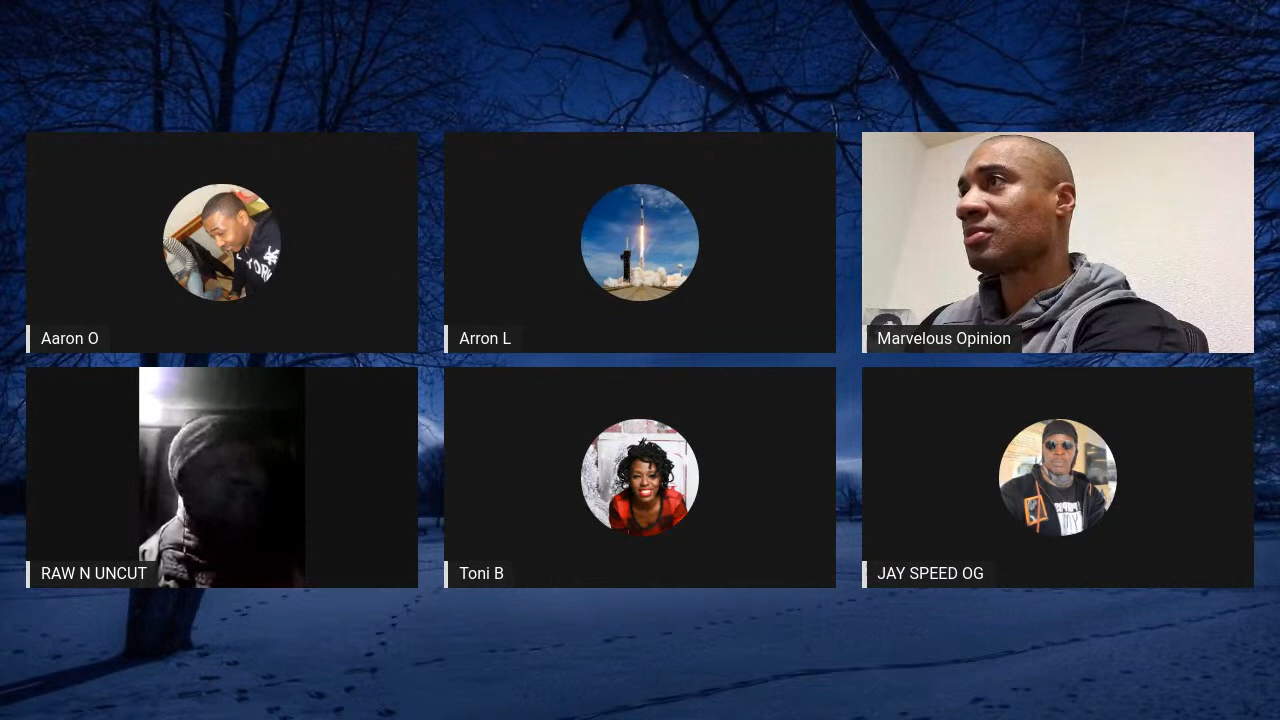 Aaron O
Arron L
Marvelous Opinion
RAW N UNCUT
Toni B
JAY SPEED OG